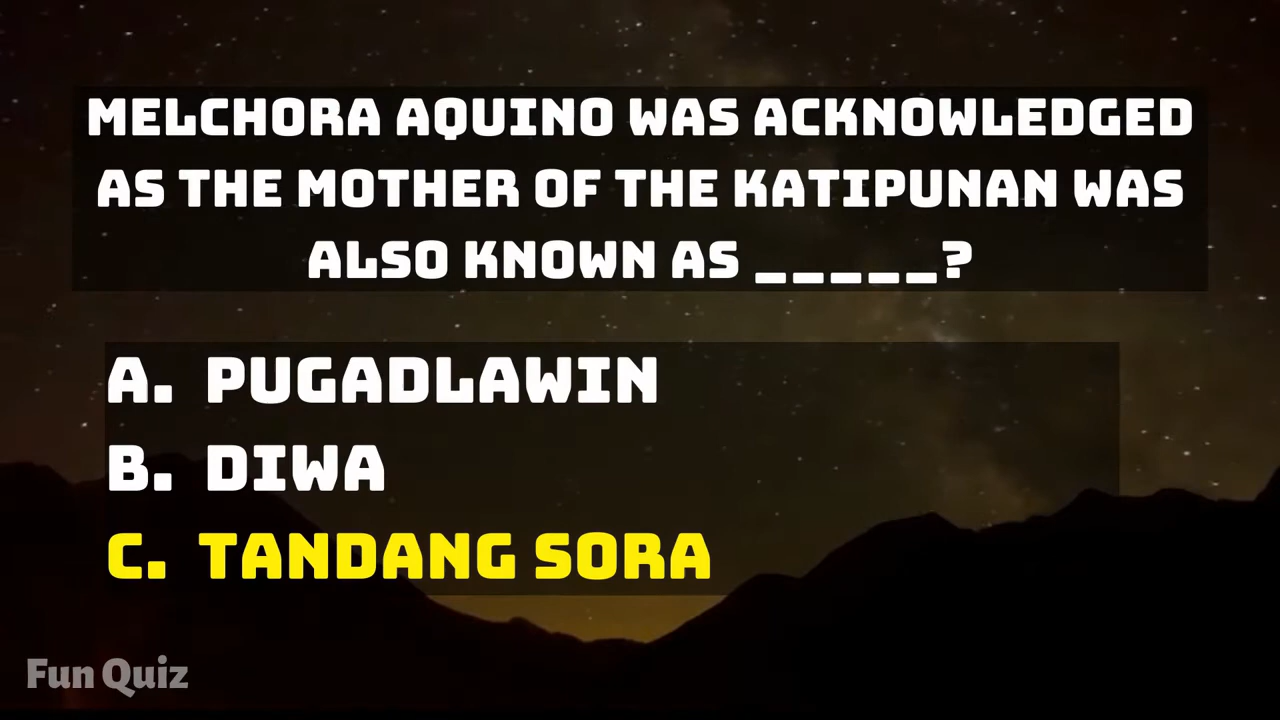 MELCHORA AQUINO WAS ACKNOWLEDGED
AS THE MOTHER OF THE KATIPUNAN WAS
ALSO KNOWN AS _____?
A. PUGADLAWIN
B. DIWA
C. TANDANG SORA
Fun Quiz